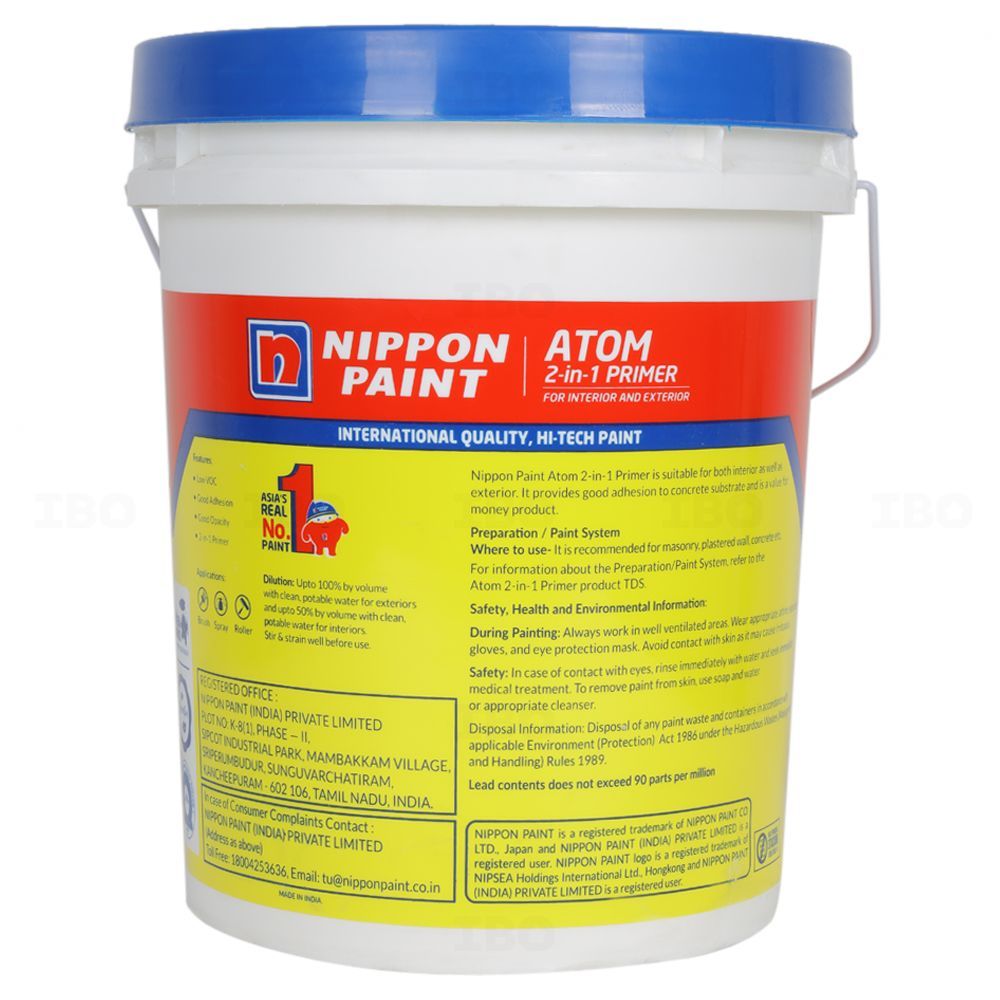 n
NIPPON
PAINT
ATOM
2-in-1 PRIMER
FOR INTERIOR AND EXTERIOR
INTERNATIONAL QUALITY, HI-TECH PAINT
Features:
• Low VOC
• Good Adhesion
• Good Opacity
• 2-in-1 Primer
ASIA'S
REAL
No.
PAINT
1
Applications:
Brush Spray Roller
Dilution: Upto 100% by volume
with clean, potable water for exteriors
and upto 50% by volume with clean,
potable water for interiors.
Stir & strain well before use.
REGISTERED OFFICE :
NIPPON PAINT (INDIA) PRIVATE LIMITED
PLOT NO: K-8(1), PHASE – II,
SIPCOT INDUSTRIAL PARK, MAMBAKKAM VILLAGE,
SRIPERUMBUDUR, SUNGUVARCHATIRAM,
KANCHEEPURAM - 602 106, TAMIL NADU, INDIA.
In case of Consumer Complaints Contact :
NIPPON PAINT (INDIA) PRIVATE LIMITED
(Address as above)
Toll Free: 18004253636, Email: tu@nipponpaint.co.in
MADE IN INDIA
Nippon Paint Atom 2-in-1 Primer is suitable for both interior as well as
exterior. It provides good adhesion to concrete substrate and is a value for
money product.
Preparation / Paint System
Where to use- It is recommended for masonry, plastered wall, concrete etc.
For information about the Preparation/Paint System, refer to the
Atom 2-in-1 Primer product TDS.
Safety, Health and Environmental Information:
During Painting: Always work in well ventilated areas. Wear appropriate
gloves, and eye protection mask. Avoid contact with skin as it may cause
Safety: In case of contact with eyes, rinse immediately with water and seek
medical treatment. To remove paint from skin, use soap and water
or appropriate cleanser.
Disposal Information: Disposal of any paint waste and containers in accordance
applicable Environment (Protection) Act 1986 under the Hazardous Wastes
and Handling) Rules 1989.
Lead contents does not exceed 90 parts per million
NIPPON PAINT is a registered trademark of NIPPON PAINT CO
LTD., Japan and NIPPON PAINT (INDIA) PRIVATE LIMITED is a
registered user. NIPPON PAINT logo is a registered trademark of
NIPSEA Holdings International Ltd., Hongkong and NIPPON PAINT
(INDIA) PRIVATE LIMITED is a registered user.
IBO
IBO
IBO
IBO
IBO
IBO
IBO